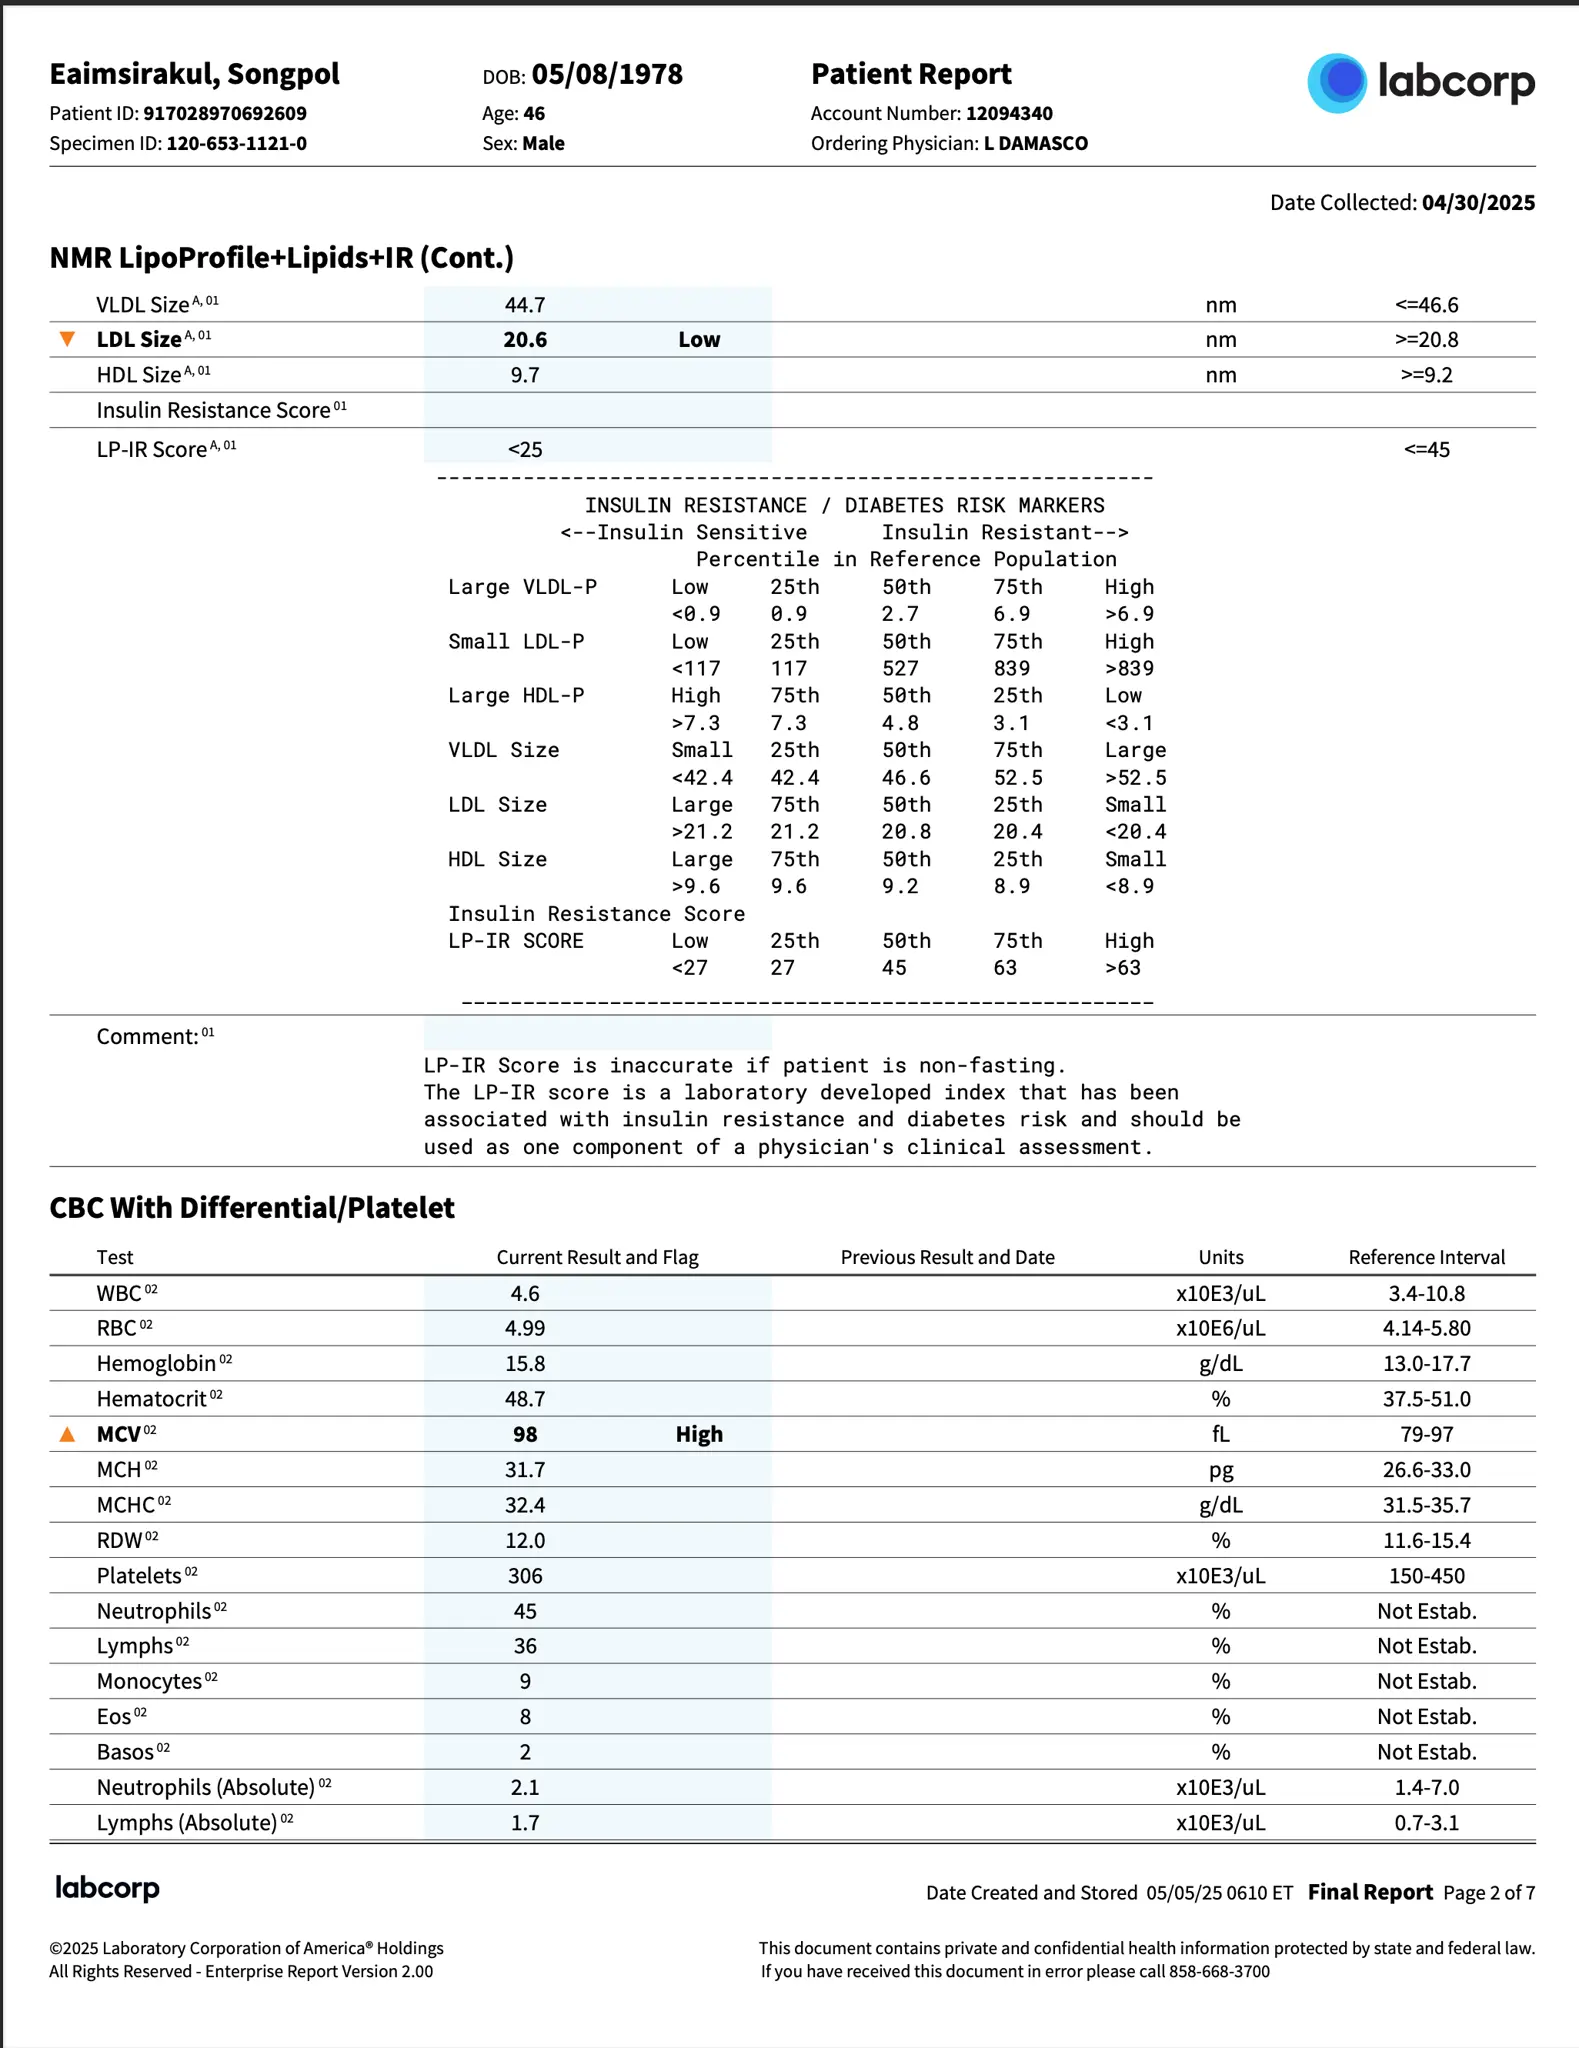 Eaimsirakul, Songpol DOB: 05/08/1978 Patient Report labcorp
Patient ID: 917028970692609 Age: 46 Account Number: 12094340
Specimen ID: 120-653-1121-0 Sex: Male Ordering Physician: L DAMASCO
Date Collected: 04/30/2025
NMR LipoProfile+Lipids+IR (Cont.)
VLDL Size A, 01 44.7 nm <=46.6
▼ LDL Size A, 01 20.6 Low nm >=20.8
HDL Size A, 01 9.7 nm >=9.2
Insulin Resistance Score 01
LP-IR Score A, 01 <25 <=45
----------------------------------------------------------
INSULIN RESISTANCE / DIABETES RISK MARKERS
<--Insulin Sensitive Insulin Resistant-->
Percentile in Reference Population
Large VLDL-P Low 25th 50th 75th High
<0.9 0.9 2.7 6.9 >6.9
Small LDL-P Low 25th 50th 75th High
<117 117 527 839 >839
Large HDL-P High 75th 50th 25th Low
>7.3 7.3 4.8 3.1 <3.1
VLDL Size Small 25th 50th 75th Large
<42.4 42.4 46.6 52.5 >52.5
LDL Size Large 75th 50th 25th Small
>21.2 21.2 20.8 20.4 <20.4
HDL Size Large 75th 50th 25th Small
>9.6 9.6 9.2 8.9 <8.9
Insulin Resistance Score
LP-IR SCORE Low 25th 50th 75th High
<27 27 45 63 >63
--------------------------------------------------------
Comment: 01
LP-IR Score is inaccurate if patient is non-fasting.
The LP-IR score is a laboratory developed index that has been
associated with insulin resistance and diabetes risk and should be
used as one component of a physician's clinical assessment.
CBC With Differential/Platelet
Test Current Result and Flag Previous Result and Date Units Reference Interval
WBC 02 4.6 x10E3/uL 3.4-10.8
RBC 02 4.99 x10E6/uL 4.14-5.80
Hemoglobin 02 15.8 g/dL 13.0-17.7
Hematocrit 02 48.7 % 37.5-51.0
▲ MCV 02 98 High fL 79-97
MCH 02 31.7 pg 26.6-33.0
MCHC 02 32.4 g/dL 31.5-35.7
RDW 02 12.0 % 11.6-15.4
Platelets 02 306 x10E3/uL 150-450
Neutrophils 02 45 % Not Estab.
Lymphs 02 36 % Not Estab.
Monocytes 02 9 % Not Estab.
Eos 02 8 % Not Estab.
Basos 02 2 % Not Estab.
Neutrophils (Absolute) 02 2.1 x10E3/uL 1.4-7.0
Lymphs (Absolute) 02 1.7 x10E3/uL 0.7-3.1
labcorp
Date Created and Stored 05/05/25 0610 ET Final Report Page 2 of 7
©2025 Laboratory Corporation of America® Holdings
All Rights Reserved - Enterprise Report Version 2.00
This document contains private and confidential health information protected by state and federal law.
If you have received this document in error please call 858-668-3700